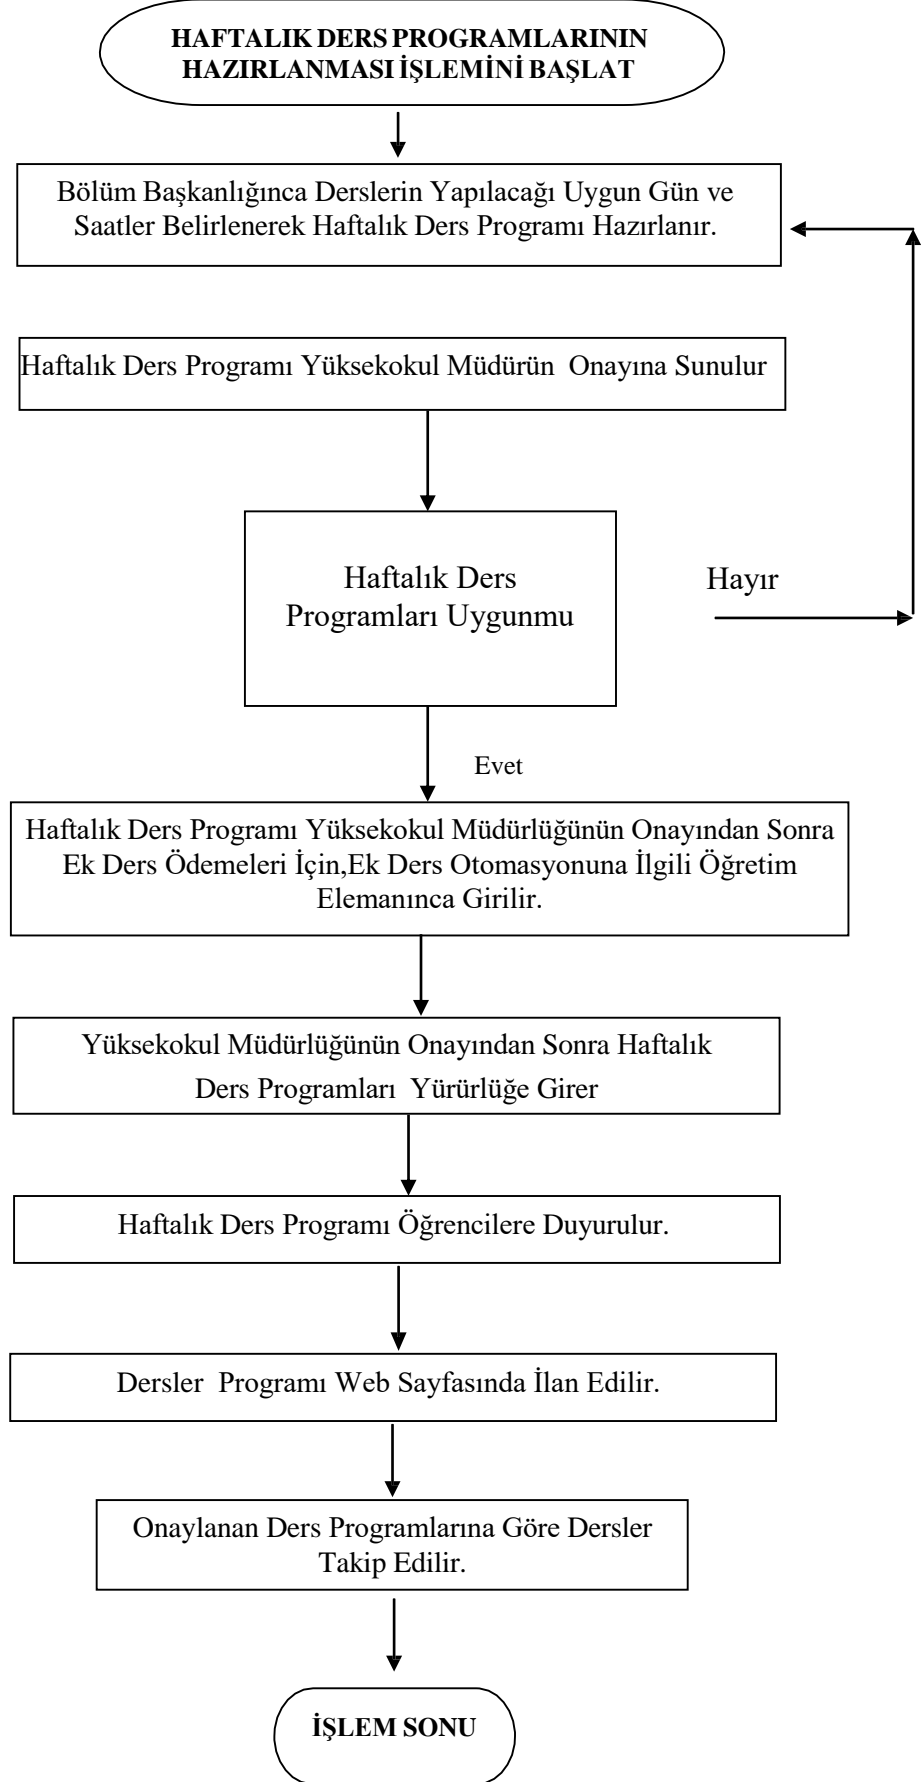 HAFTALIK DERS PROGRAMLARININ
HAZIRLANMASI İŞLEMİNİ BAŞLAT
Bölüm Başkanlığınca Derslerin Yapılacağı Uygun Gün ve
Saatler Belirlenerek Haftalık Ders Programı Hazırlanır.
Haftalık Ders Programı Yüksekokul Müdürün Onayına Sunulur
Haftalık Ders
Programları Uygunmu
Hayır
Evet
Haftalık Ders Programı Yüksekokul Müdürlüğünün Onayından Sonra
Ek Ders Ödemeleri İçin,Ek Ders Otomasyonuna İlgili Öğretim
Elemanınca Girilir.
Yüksekokul Müdürlüğünün Onayından Sonra Haftalık
Ders Programları Yürürlüğe Girer
Haftalık Ders Programı Öğrencilere Duyurulur.
Dersler Programı Web Sayfasında İlan Edilir.
Onaylanan Ders Programlarına Göre Dersler
Takip Edilir.
İŞLEM SONU